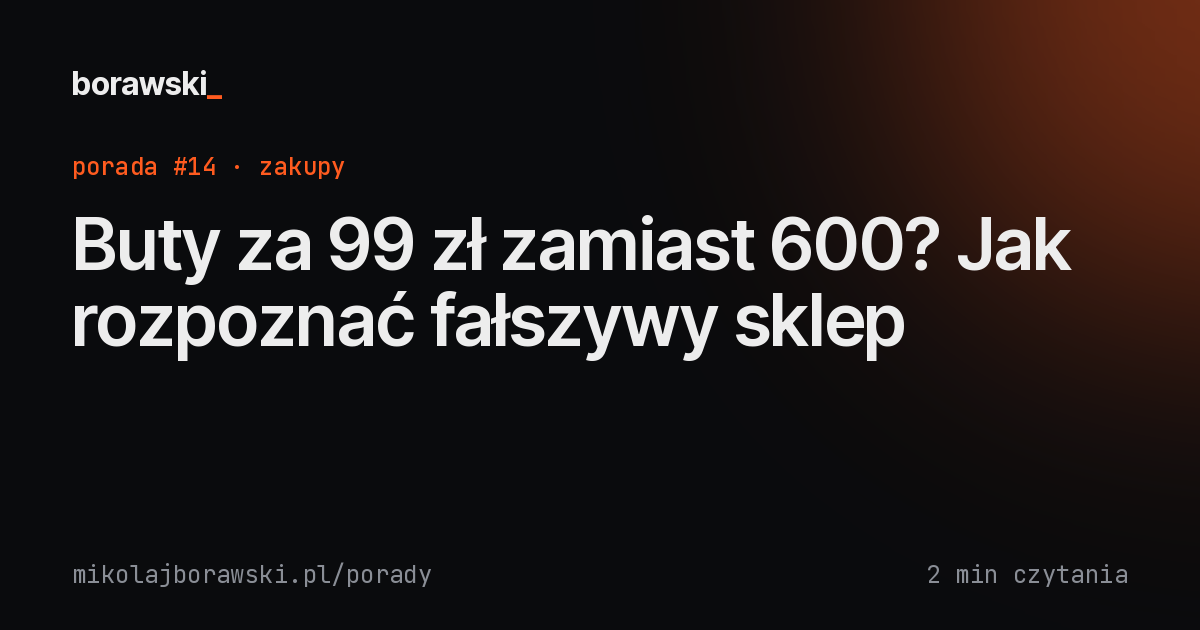 borawski_
porada #14 · zakupy
Buty za 99 zł zamiast 600? Jak
rozpoznać fałszywy sklep
mikolajborawski.pl/porady
2 min czytania